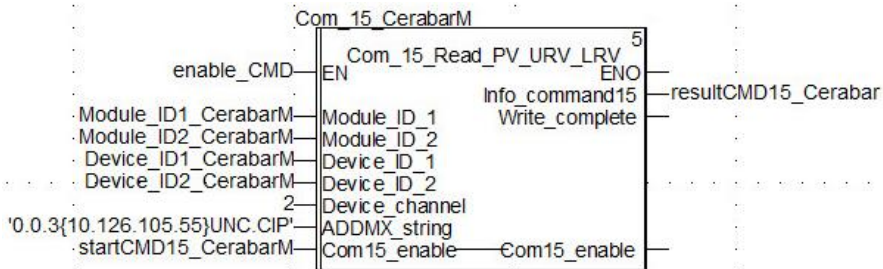 Com_15_CerabarM
5
Com_15_Read_PV_URV_LRV
enable_CMD EN ENO
Info_command15 resultCMD15_Cerabar
Module_ID1_CerabarM Module_ID_1 Write_complete
Module_ID2_CerabarM Module_ID_2
Device_ID1_CerabarM Device_ID_1
Device_ID2_CerabarM Device_ID_2
2 Device_channel
'0.0.3{10.126.105.55}UNC.CIP' ADDMX_string
startCMD15_CerabarM Com15_enable Com15_enable